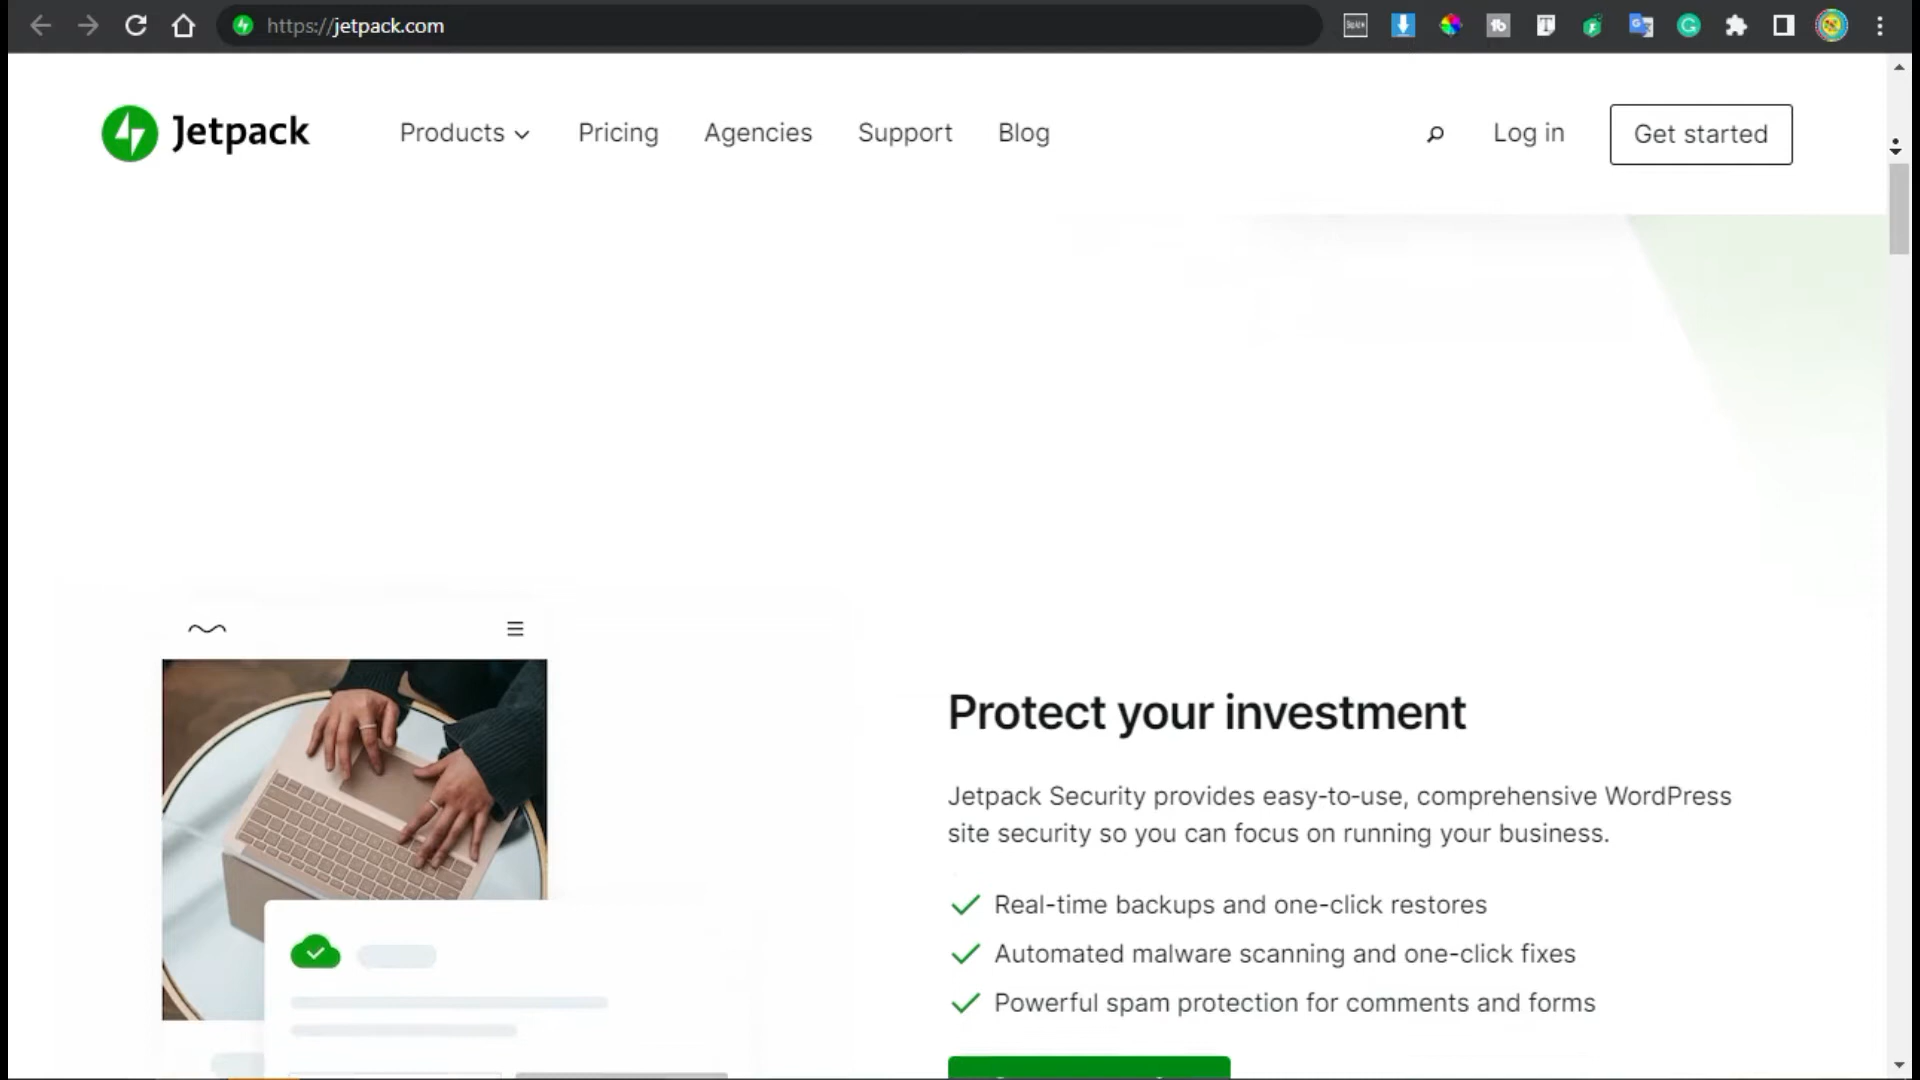 https://jetpack.com
Jetpack
Products
Pricing
Agencies
Support
Blog
Log in
Get started
Protect your investment
Jetpack Security provides easy-to-use, comprehensive WordPress
site security so you can focus on running your business.
Real-time backups and one-click restores
Automated malware scanning and one-click fixes
Powerful spam protection for comments and forms